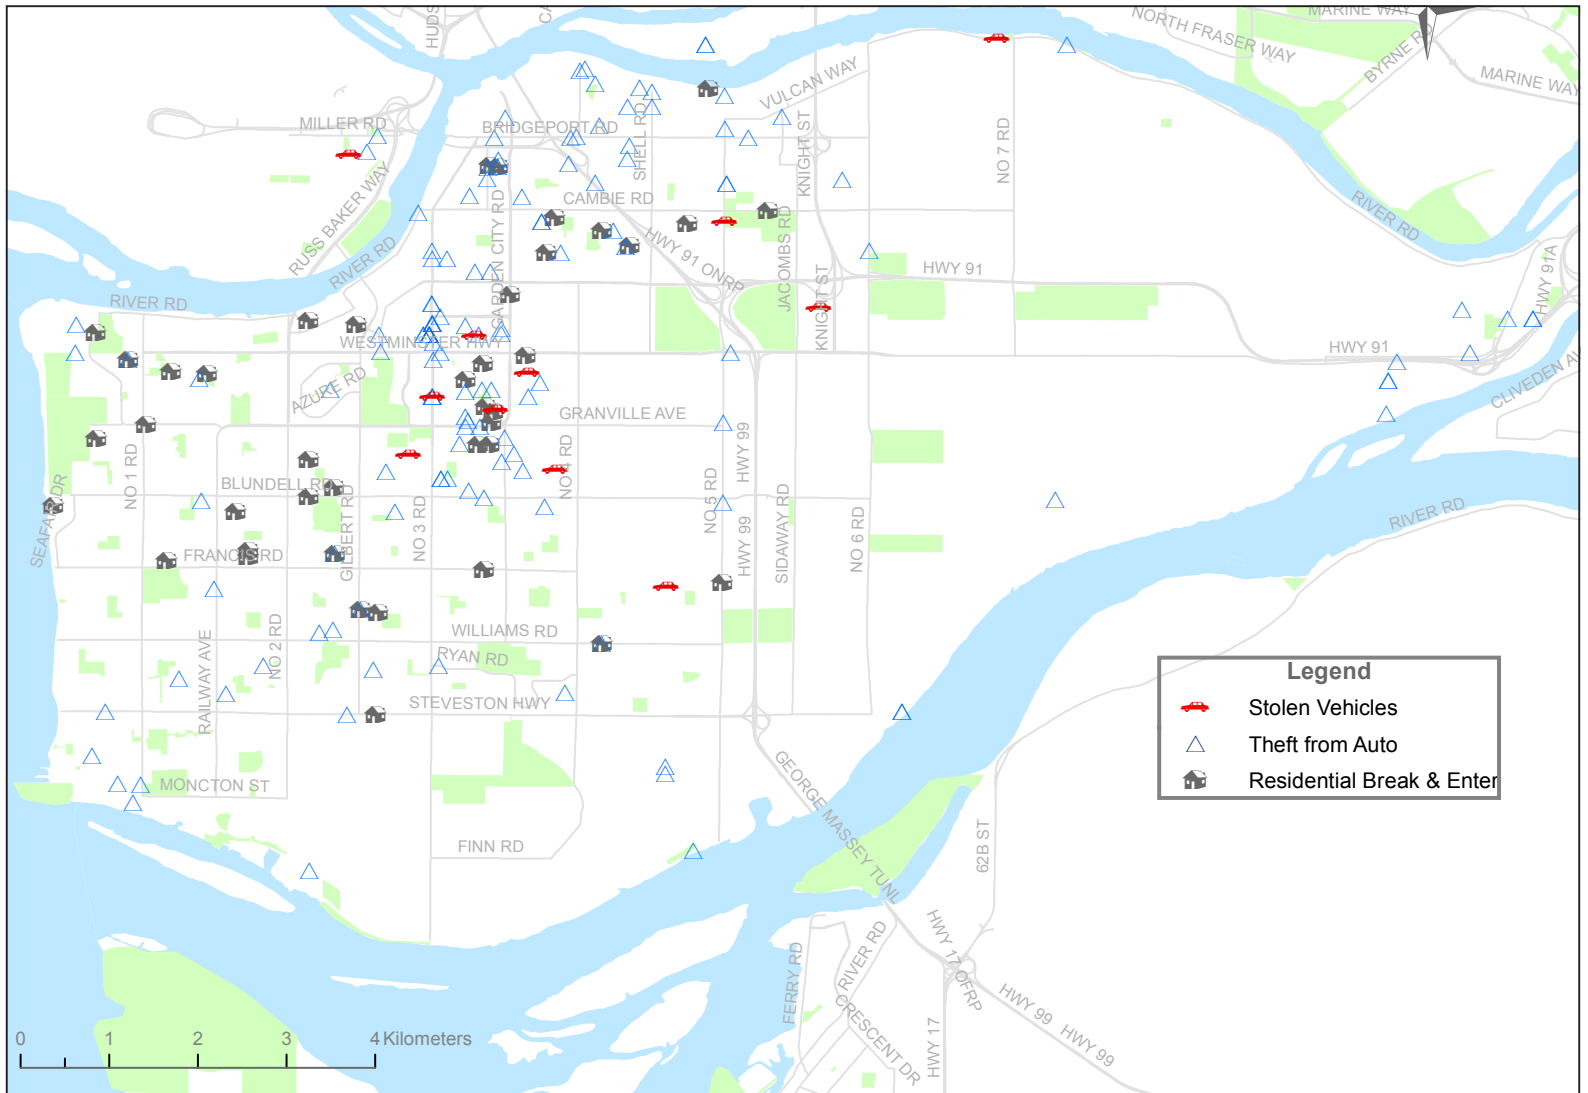 HUDS
CA
MARINE WAY
NORTH FRASER WAY
BYRNE RD
MARINE WAY
VULCAN WAY
MILLER RD
BRIDGEPORT RD
SHELL RD
KNIGHT ST
NO 7 RD
RUSS BAKER WAY
CAMBIE RD
GARDEN CITY RD
JACOBS RD
RIVER RD
RIVER RD
HWY 91 ONRP
HWY 91
HWY 91A
RIVER RD
KNIGHT ST
WESTMINSTER HWY
HWY 91
CLIVEDEN AV
AZURE RD
GRANVILLE AVE
NO 1 RD
NO 4 RD
HWY 99
BLUNDELL RD
SEAFAIR DR
NO 3 RD
NO 5 RD
SIDAWAY RD
NO 6 RD
RIVER RD
FRANCIS RD
GILBERT RD
HWY 99
WILLIAMS RD
NO 2 RD
RAILWAY AVE
RYAN RD
STEVESTON HWY
Legend
Stolen Vehicles
Theft from Auto
Residential Break & Enter
MONCTON ST
GEORGE MASSEY TUNL
FINN RD
62B ST
HWY 17 OFRP
FERRY RD
RIVER RD
CRESCENT DR
HWY 17
HWY 99
HWY 99
0 1 2 3 4 Kilometers